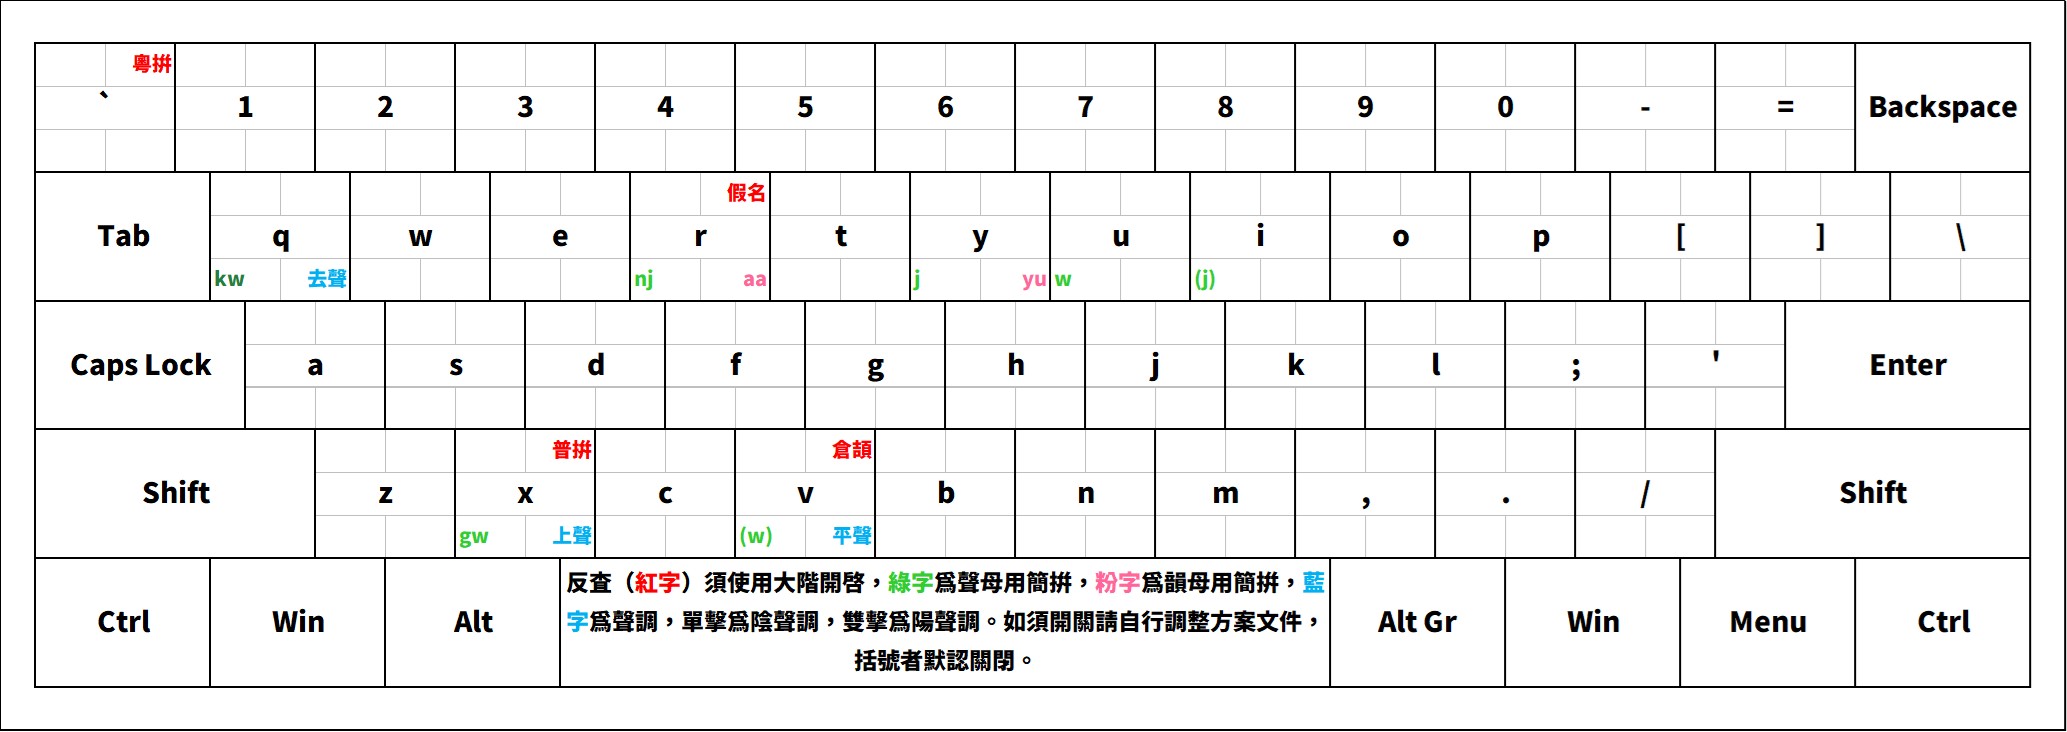 粵拼
` 1 2 3 4 5 6 7 8 9 0 - = Backspace
假名
Tab q w e r t y u i o p [ ] \
kw 去聲 nj aa j yu w (j)
Caps Lock a s d f g h j k l ; ' Enter
普拼 倉頡
Shift z x c v b n m , . / Shift
gw 上聲 (w) 平聲
反查（紅字）須使用大階開啓，綠字爲聲母用簡拼，粉字爲韻母用簡拼，藍
Ctrl Win Alt 字爲聲調，單擊爲陰聲調，雙擊爲陽聲調。如須開關請自行調整方案文件， Alt Gr Win Menu Ctrl
括號者默認關閉。